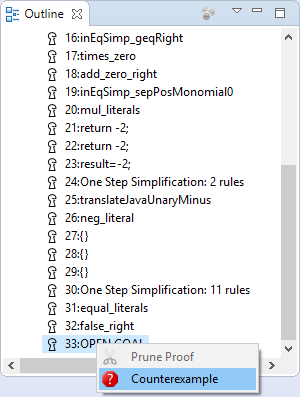 Outline
16:inEqSimp_geqRight
17:times_zero
18:add_zero_right
19:inEqSimp_sepPosMonomial0
20:mul_literals
21:return -2;
22:return -2;
23:result=-2;
24:One Step Simplification: 2 rules
25:translateJavaUnaryMinus
26:neg_literal
27:{}
28:{}
29:{}
30:One Step Simplification: 11 rules
31:equal_literals
32:false_right
33:OPEN GOAL
Prune Proof
Counterexample